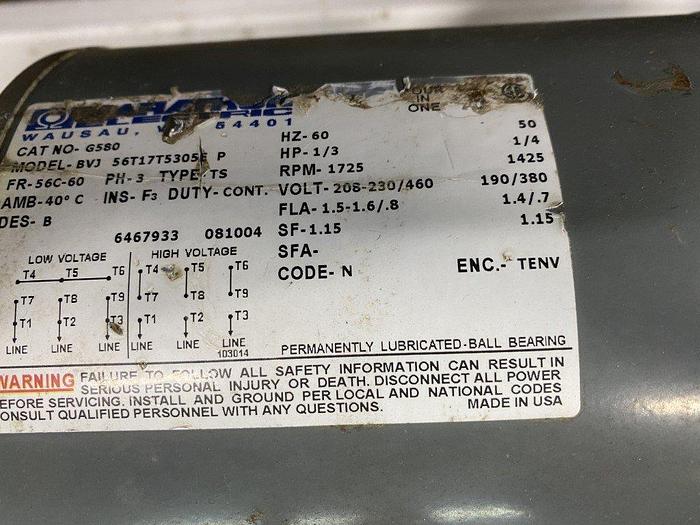 ELECTRIC
WAUSAU, 54401
FOUR
IN
ONE
CAT NO- G580
MODEL- BVJ 56T17T5305E P
FR-56C-60 PH-3 TYPE- TS
AMB-40° C INS- F3 DUTY- CONT.
DES- B
HZ-60 50
HP-1/3 1/4
RPM- 1725 1425
VOLT- 208-230/460 190/380
FLA- 1.5-1.6/.8 1.4/.7
SF-1.15 1.15
SFA-
CODE- N ENC.- TENV
6467933 081004
LOW VOLTAGE
T4 T5 T6
T7 T8 T9
T1 T2 T3
LINE LINE LINE
HIGH VOLTAGE
T4 T5 T6
T7 T8 T9
T1 T2 T3
LINE LINE LINE
103014
PERMANENTLY LUBRICATED-BALL BEARING
WARNING FAILURE TO FOLLOW ALL SAFETY INFORMATION CAN RESULT IN
SERIOUS PERSONAL INJURY OR DEATH. DISCONNECT ALL POWER
EFORE SERVICING. INSTALL AND GROUND PER LOCAL AND NATIONAL CODES
ONSULT QUALIFIED PERSONNEL WITH ANY QUESTIONS. MADE IN USA